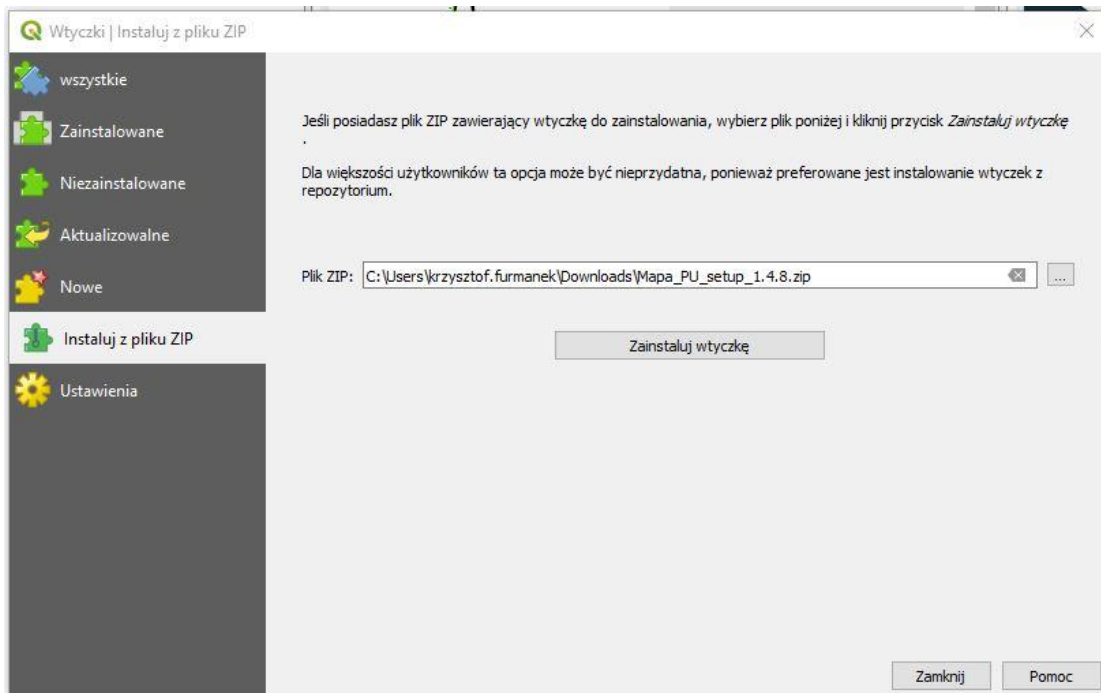 Wtyczki | Instaluj z pliku ZIP
wszystkie
Zainstalowane
Niezainstalowane
Aktualizowalne
Nowe
Instaluj z pliku ZIP
Ustawienia
Jeśli posiadasz plik ZIP zawierający wtyczkę do zainstalowania, wybierz plik poniżej i kliknij przycisk Zainstaluj wtyczkę
.
Dla większości użytkowników ta opcja może być nieprzydatna, ponieważ preferowane jest instalowanie wtyczek z
repozytorium.
Plik ZIP: C:\Users\krzysztof.furmanek\Downloads\Mapa_PU_setup_1.4.8.zip ...
Zainstaluj wtyczkę
Zamknij Pomoc